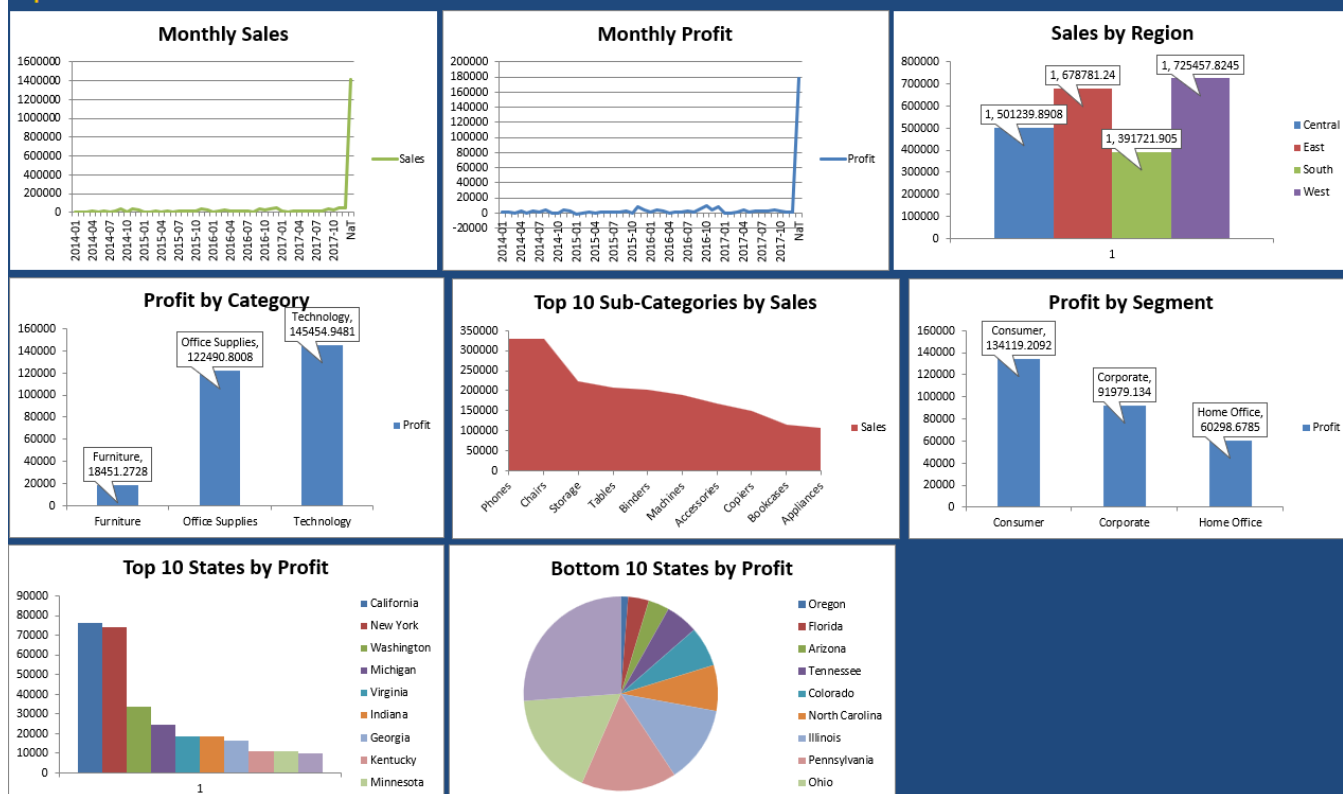 Monthly Sales
1600000
1400000
1200000
1000000
800000
600000
400000
200000
0
2014-01
2014-04
2014-07
2014-10
2015-01
2015-04
2015-07
2015-10
2016-01
2016-04
2016-07
2016-10
2017-01
2017-04
2017-07
2017-10
NaT
Sales
Monthly Profit
200000
180000
160000
140000
120000
100000
80000
60000
40000
20000
0
-20000
2014-01
2014-04
2014-07
2014-10
2015-01
2015-04
2015-07
2015-10
2016-01
2016-04
2016-07
2016-10
2017-01
2017-04
2017-07
2017-10
NaT
Profit
Sales by Region
800000
700000
600000
500000
400000
300000
200000
100000
0
1, 501239.8908
1, 678781.24
1, 391721.905
1, 725457.8245
1
Central
East
South
West
Profit by Category
160000
140000
120000
100000
80000
60000
40000
20000
0
Furniture,
18451.2728
Office Supplies,
122490.8008
Technology,
145454.9481
Furniture
Office Supplies
Technology
Profit
Top 10 Sub-Categories by Sales
350000
300000
250000
200000
150000
100000
50000
0
Phones
Chairs
Storage
Tables
Binders
Machines
Accessories
Copiers
Bookcases
Appliances
Sales
Profit by Segment
160000
140000
120000
100000
80000
60000
40000
20000
0
Consumer,
134119.2092
Corporate,
91979.134
Home Office,
60298.6785
Consumer
Corporate
Home Office
Profit
Top 10 States by Profit
90000
80000
70000
60000
50000
40000
30000
20000
10000
0
1
California
New York
Washington
Michigan
Virginia
Indiana
Georgia
Kentucky
Minnesota
Bottom 10 States by Profit
Oregon
Florida
Arizona
Tennessee
Colorado
North Carolina
Illinois
Pennsylvania
Ohio